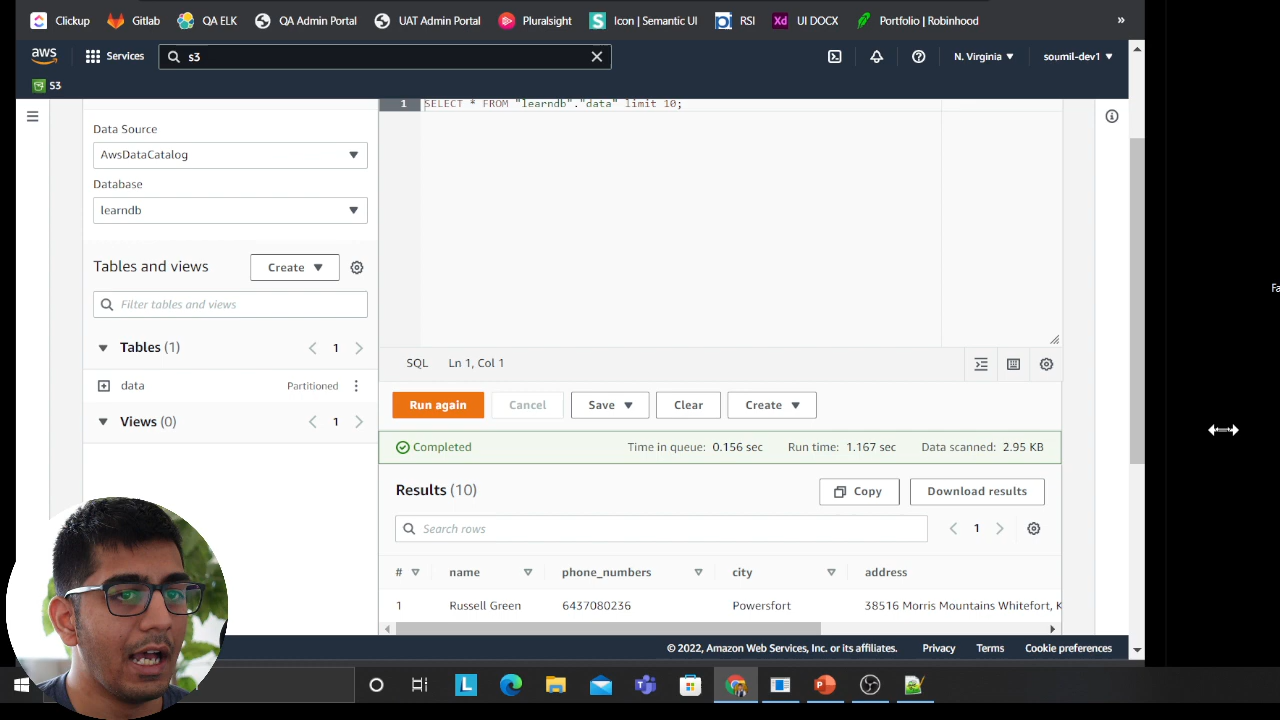 Clickup Gitlab QA ELK QA Admin Portal UAT Admin Portal Pluralsight S Icon | Semantic UI RSI Xd UI DOCX Portfolio | Robinhood »
aws Services s3 N. Virginia soumil-dev1
S3
1 SELECT * FROM "learndb"."data" limit 10;
Data Source
AwsDataCatalog
Database
learndb
Tables and views Create
Filter tables and views
Tables (1) 1
data Partitioned
Views (0) 1
SQL Ln 1, Col 1
Run again Cancel Save Clear Create
Completed Time in queue: 0.156 sec Run time: 1.167 sec Data scanned: 2.95 KB
Results (10) Copy Download results
Search rows 1
# name phone_numbers city address
1 Russell Green 6437080236 Powersfort 38516 Morris Mountains Whitefort, K
© 2022, Amazon Web Services, Inc. or its affiliates. Privacy Terms Cookie preferences
L